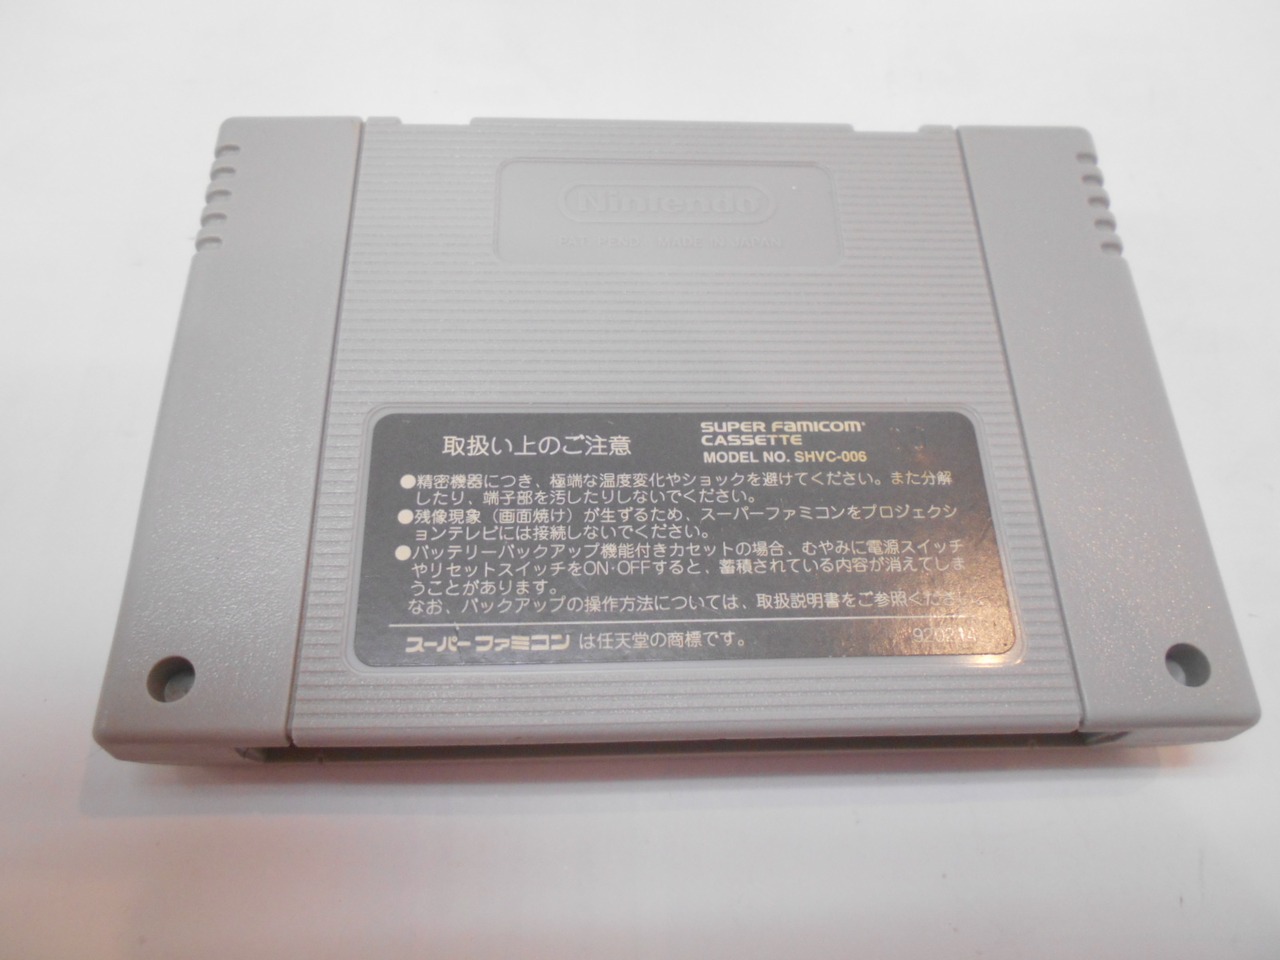 Nintendo
PAT. PEND. MADE IN JAPAN
取扱い上のご注意
SUPER FAMICOM
CASSETTE
MODEL NO. SHVC-006
●精密機器につき、極端な温度変化やショックを避けてください。また分解
したり、端子部を汚したりしないでください。
●残像現象（画面焼け）が生ずるため、スーパーファミコンをプロジェクシ
ョンテレビには接続しないでください。
●バッテリーバックアップ機能付きカセットの場合、むやみに電源スイッチ
やリセットスイッチをON・OFFすると、蓄積されている内容が消えてしま
うことがあります。
なお、バックアップの操作方法については、取扱説明書をご参照ください。
スーパーファミコン は任天堂の商標です。
920214